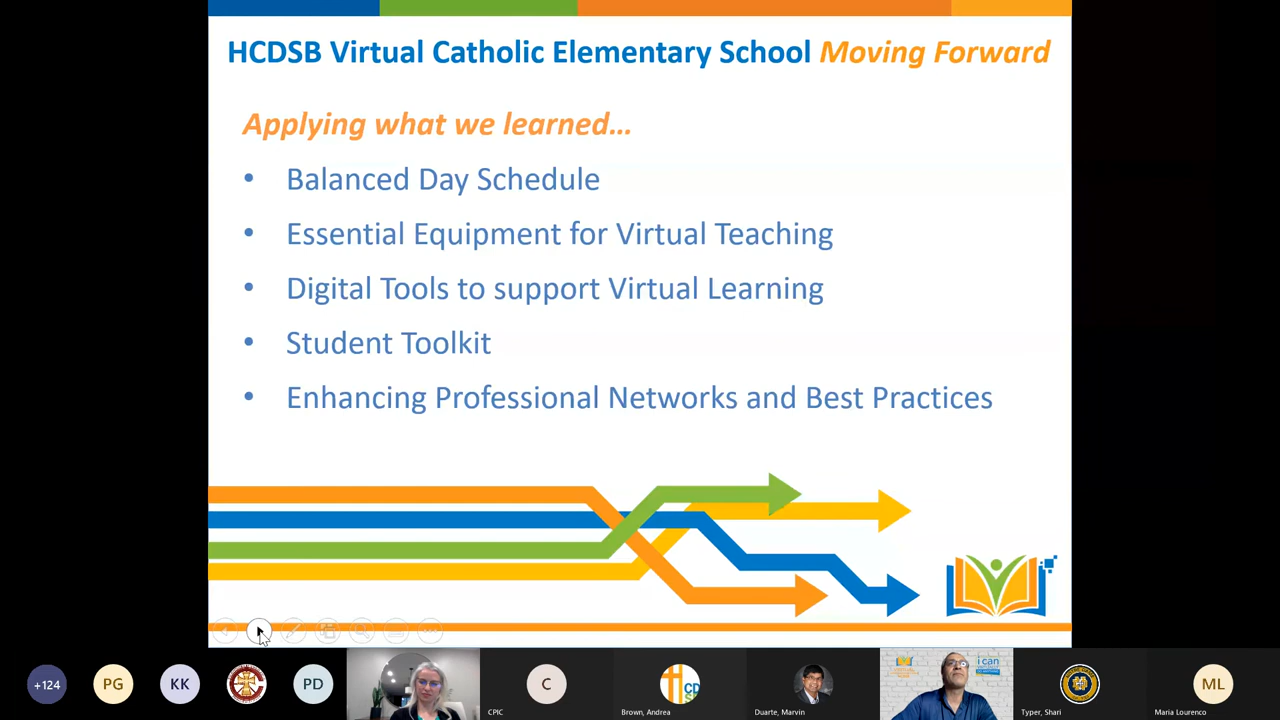 HCDSB Virtual Catholic Elementary School Moving Forward
Applying what we learned...
• Balanced Day Schedule
• Essential Equipment for Virtual Teaching
• Digital Tools to support Virtual Learning
• Student Toolkit
• Enhancing Professional Networks and Best Practices
+124
PG
KK
PD
C
CPIC
HCDS
Brown, Andrea
Duarte, Marvin
i can
Typer, Shari
ML
Maria Lourenco